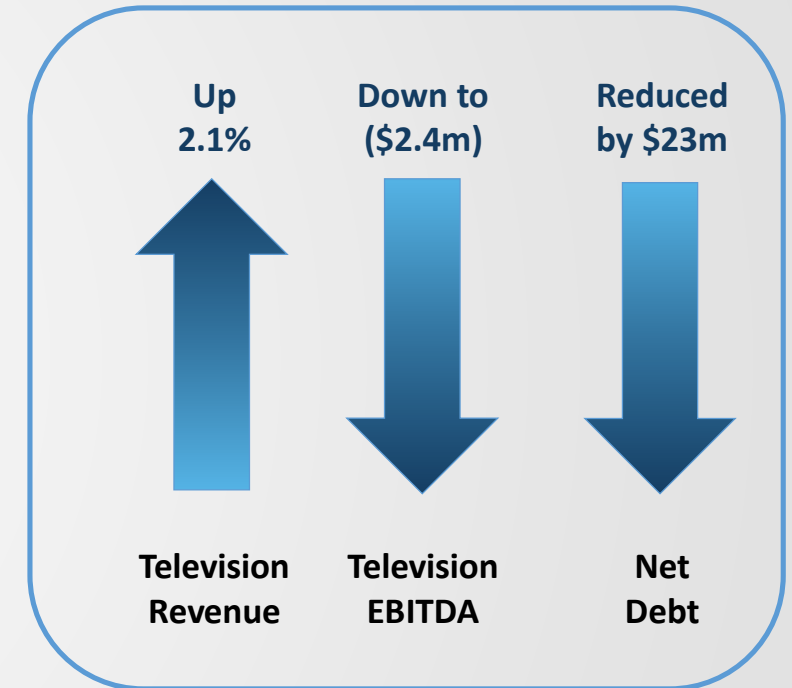 Up
2.1%
Down to
($2.4m)
Reduced
by $23m
Television
Revenue
Television
EBITDA
Net
Debt